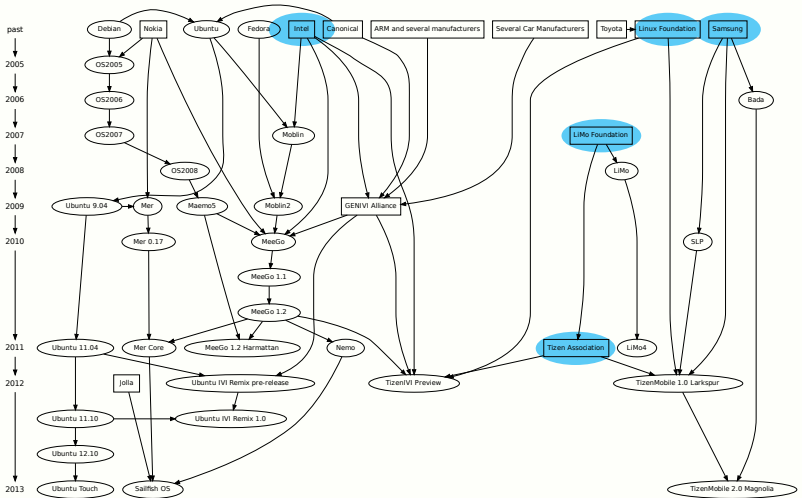 past
Debian
Nokia
Ubuntu
Fedora
Intel
Canonical
ARM and several manufacturers
Several Car Manufacturers
Toyota
Linux Foundation
Samsung
2005
OS2005
2006
OS2006
Bada
2007
OS2007
Moblin
LiMo Foundation
2008
OS2008
LiMo
2009
Ubuntu 9.04
Mer
Maemo5
Moblin2
GENIVI Alliance
2010
Mer 0.17
MeeGo
SLP
MeeGo 1.1
MeeGo 1.2
2011
Ubuntu 11.04
Mer Core
MeeGo 1.2 Harmattan
Nemo
Tizen Association
LiMo4
2012
Jolla
Ubuntu IVI Remix pre-release
TizenIVI Preview
TizenMobile 1.0 Larkspur
Ubuntu 11.10
Ubuntu IVI Remix 1.0
Ubuntu 12.10
2013
Ubuntu Touch
Sailfish OS
TizenMobile 2.0 Magnolia